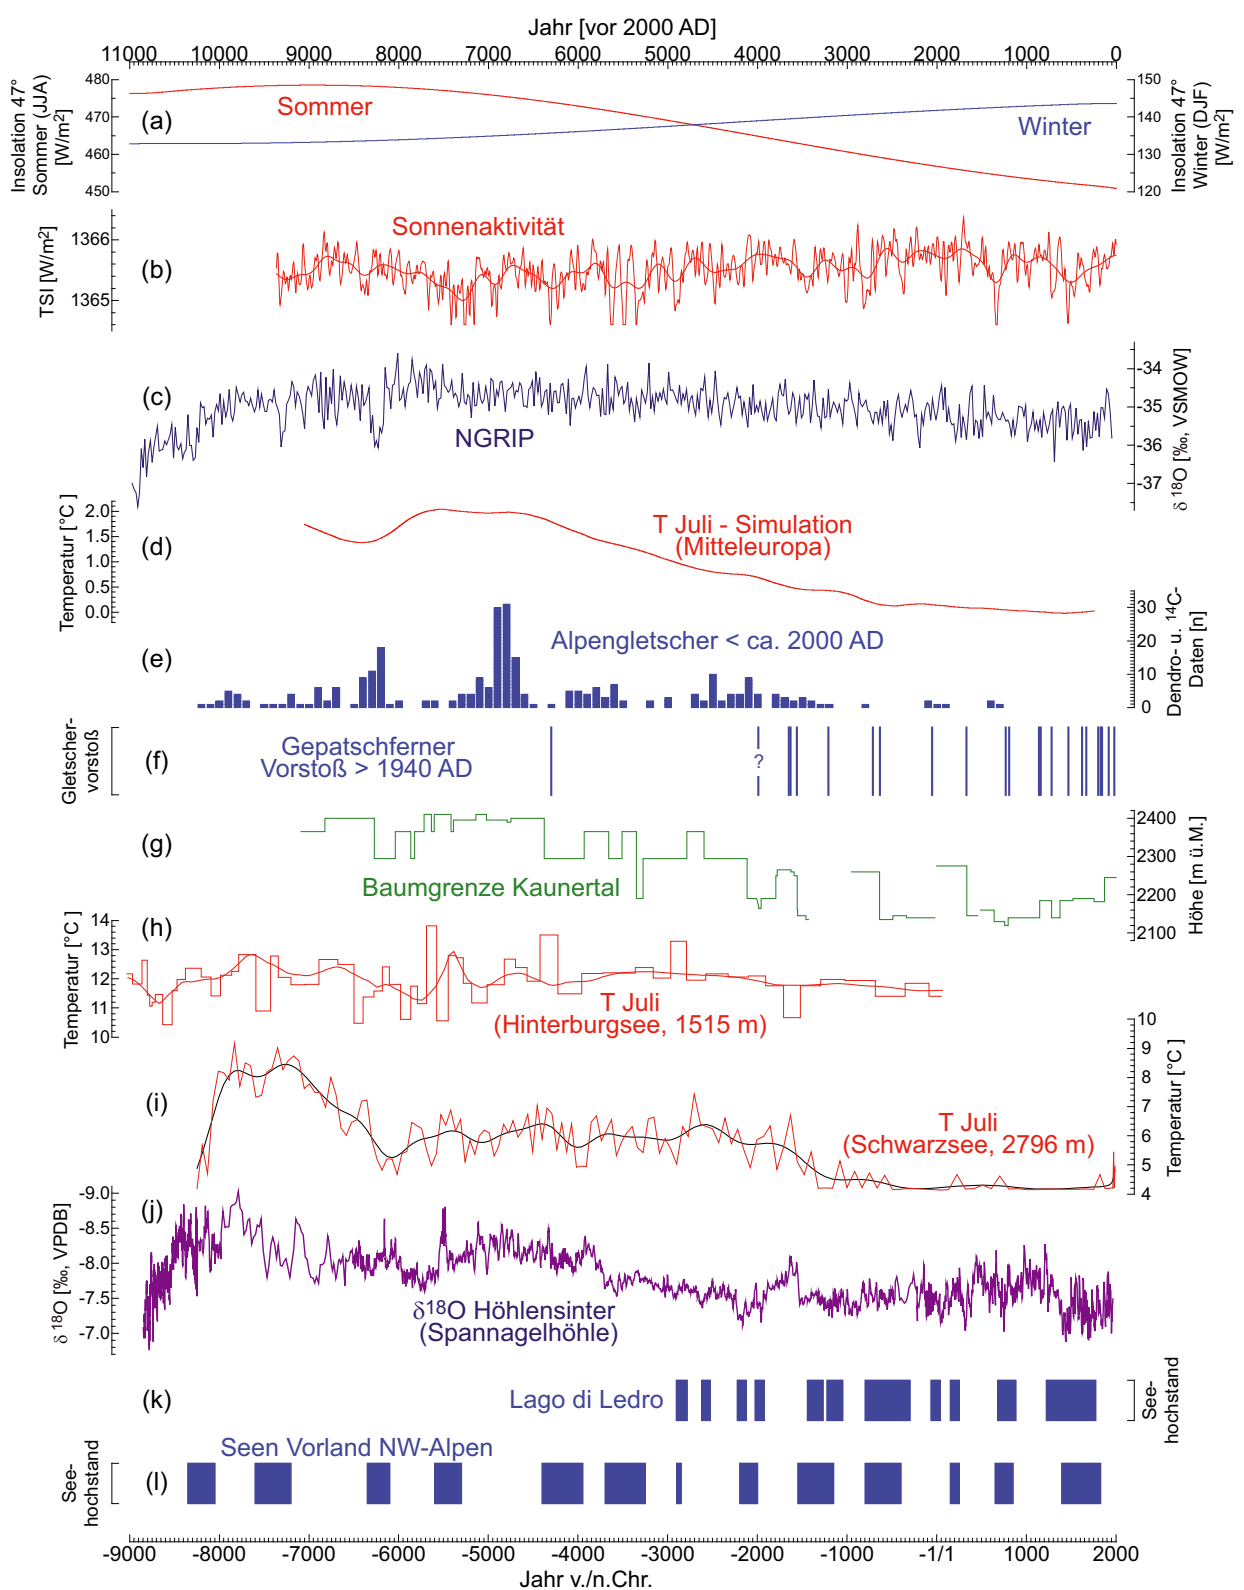 Jahr [vor 2000 AD]
11000 10000 9000 8000 7000 6000 5000 4000 3000 2000 1000 0
Insolation 47°
Sommer (JJA)
[W/m²]
480
470
460
450
(a)
Sommer
Winter
150
140
130
120
Insolation 47°
Winter (DJF)
[W/m²]
TSI [W/m²]
1366
1365
(b)
Sonnenaktivität
(c)
NGRIP
-34
-35
-36
-37
δ ¹⁸O [‰, VSMOW]
Temperatur [°C ]
2.0
1.5
1.0
0.5
0.0
(d)
T Juli - Simulation
(Mitteleuropa)
(e)
Alpengletscher < ca. 2000 AD
30
20
10
0
Dendro- u. ¹⁴C-
Daten [n]
Gletscher-
vorstoß
(f)
Gepatschferner
Vorstoß > 1940 AD
?
(g)
Baumgrenze Kaunertal
2400
2300
2200
2100
Höhe [m ü.M.]
Temperatur [°C]
14
13
12
11
10
(h)
T Juli
(Hinterburgsee, 1515 m)
(i)
T Juli
(Schwarzsee, 2796 m)
10
9
8
7
6
5
4
Temperatur [°C]
δ ¹⁸O [‰, VPDB]
-9.0
-8.5
-8.0
-7.5
-7.0
(j)
δ¹⁸O Höhlensinter
(Spannagelhöhle)
(k)
Lago di Ledro
See-
hochstand
See-
hochstand
(l)
Seen Vorland NW-Alpen
-9000 -8000 -7000 -6000 -5000 -4000 -3000 -2000 -1000 -1/1 1000 2000
Jahr v./n.Chr.